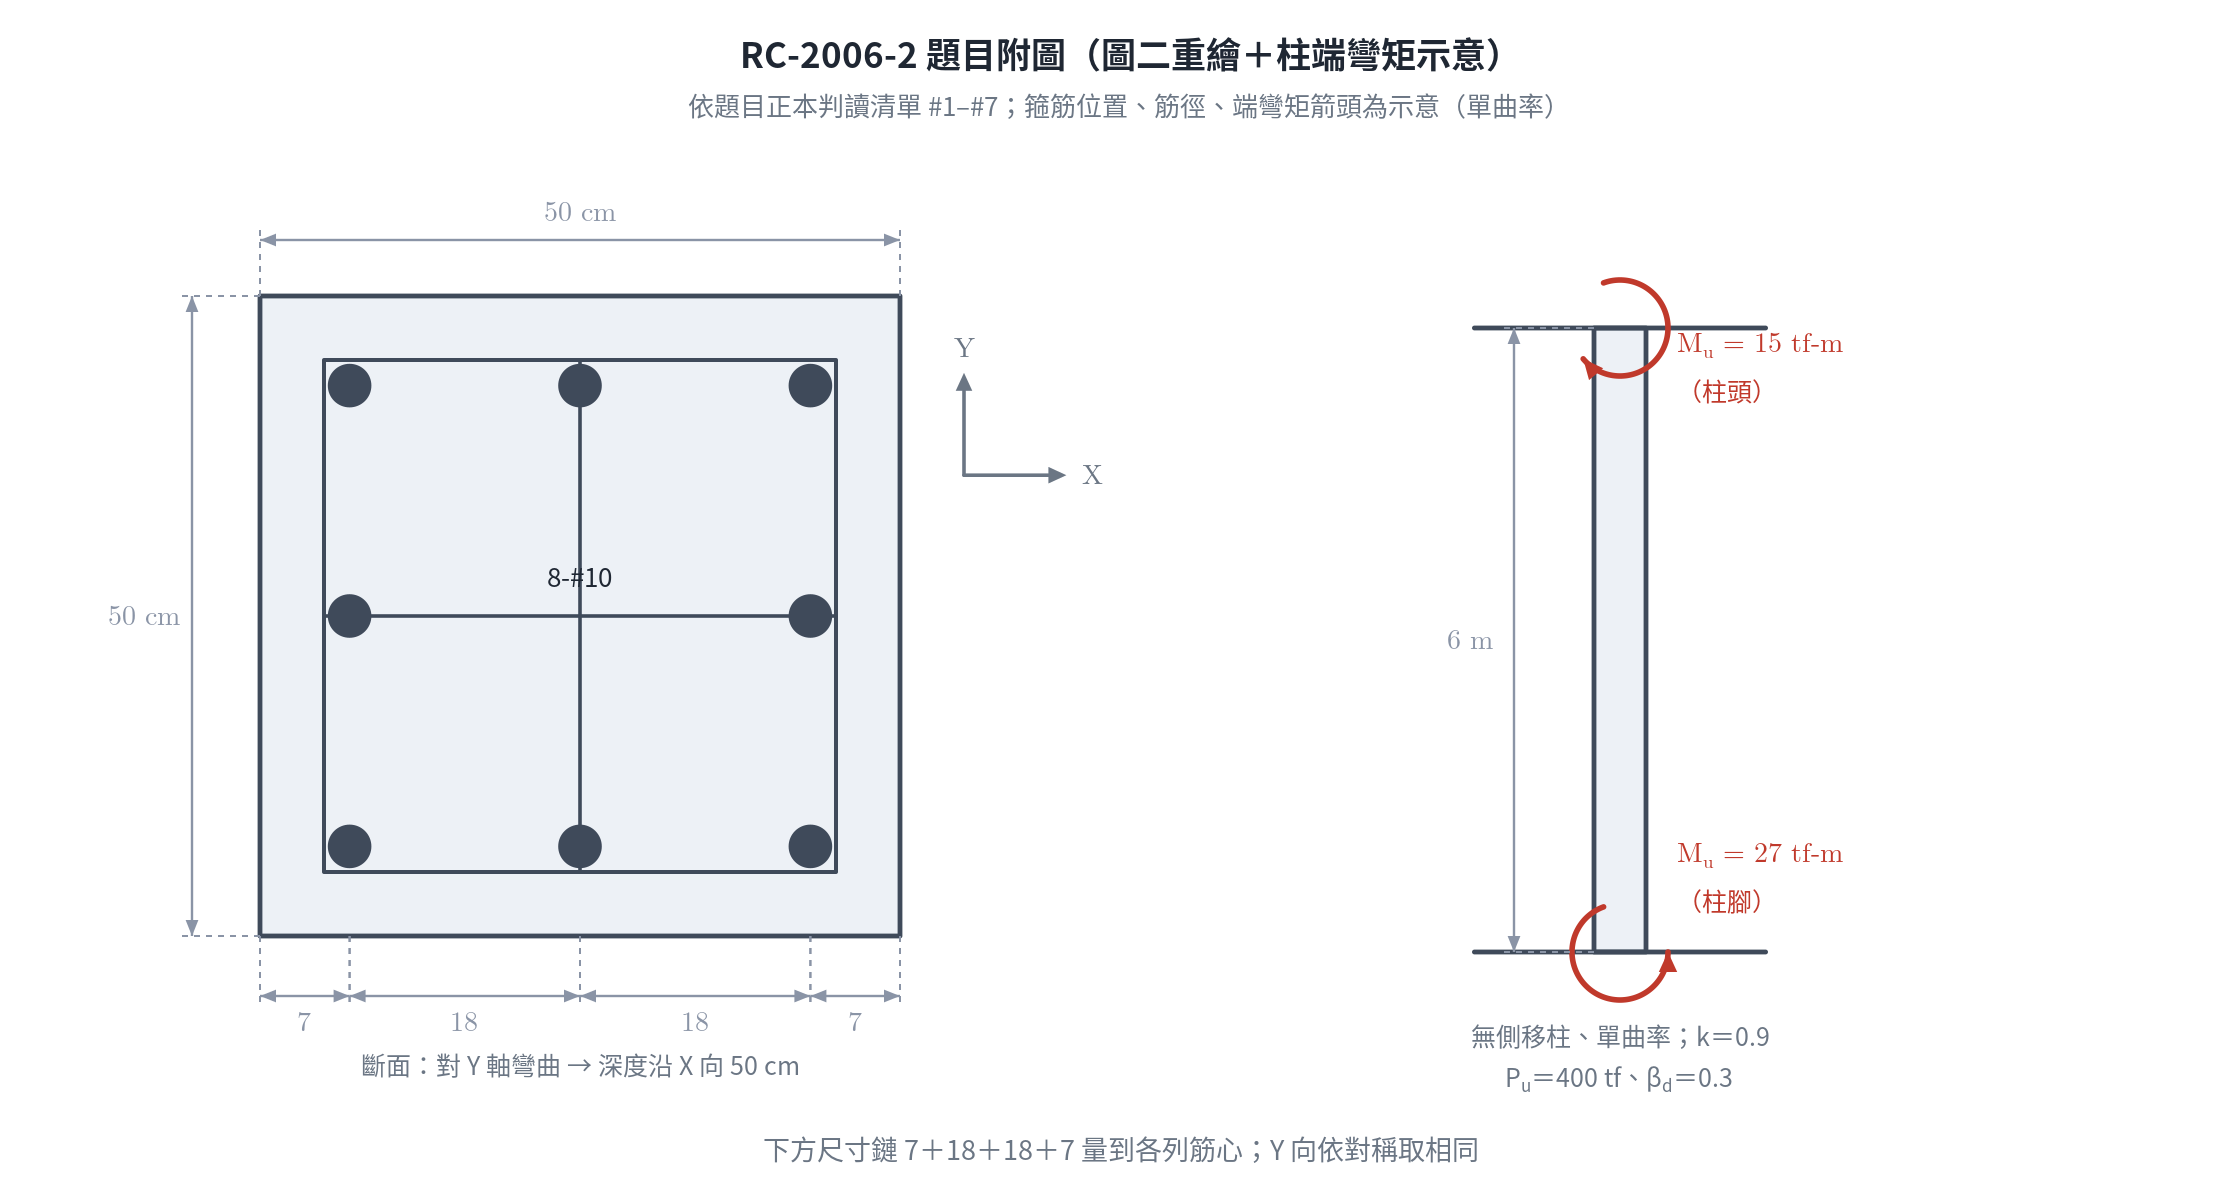 RC-2006-2 題目附圖（圖二重繪＋柱端彎矩示意）
依題目正本判讀清單 #1–#7；箍筋位置、筋徑、端彎矩箭頭為示意（單曲率）
50 cm
50 cm
8-#10
Y
X
7
18
18
7
斷面：對 Y 軸彎曲 → 深度沿 X 向 50 cm
Mu = 15 tf-m
（柱頭）
6 m
Mu = 27 tf-m
（柱腳）
無側移柱、單曲率；k＝0.9
Pu＝400 tf、βd＝0.3
下方尺寸鏈 7＋18＋18＋7 量到各列筋心；Y 向依對稱取相同